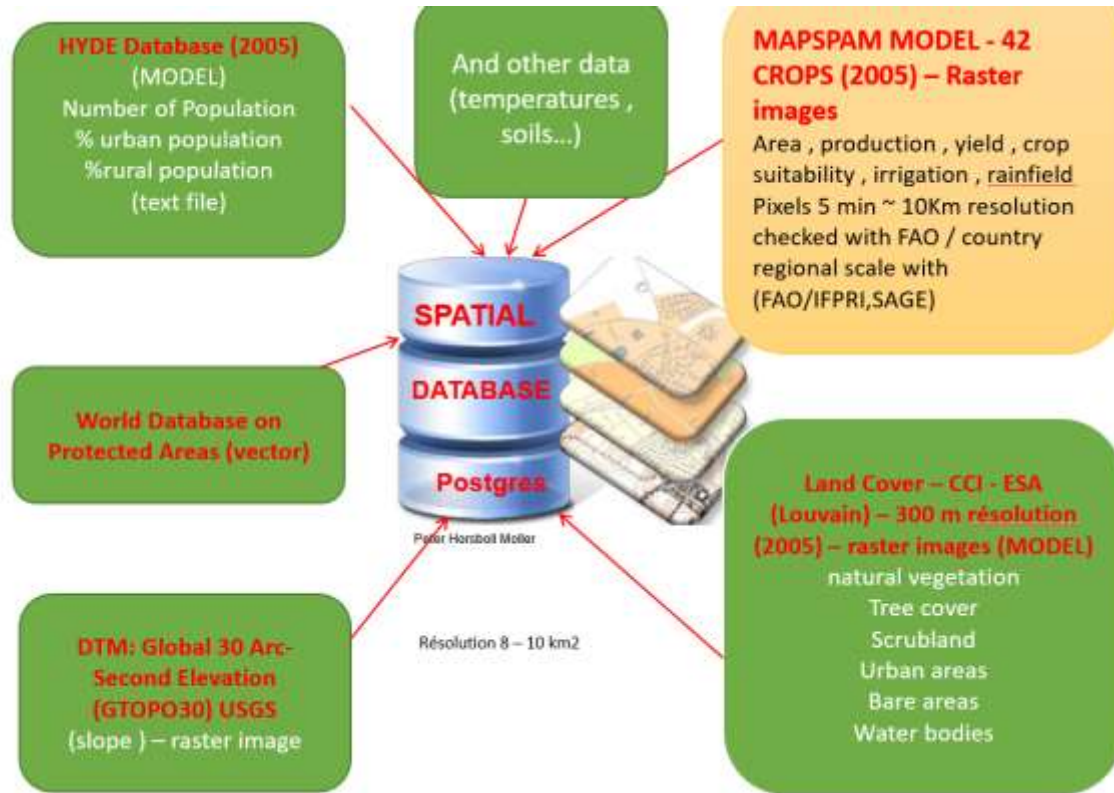 HYDE Database (2005)
(MODEL)
Number of Population
% urban population
%rural population
(text file)
And other data
(temperatures ,
soils...)
MAPSPAM MODEL - 42
CROPS (2005) – Raster
images
Area , production , yield , crop
suitability , irrigation , rainfield
Pixels 5 min ~ 10Km resolution
checked with FAO / country
regional scale with
(FAO/IFPRI,SAGE)
SPATIAL
DATABASE
Postgres
Peter Horsboll Moller
World Database on
Protected Areas (vector)
Land Cover – CCI - ESA
(Louvain) – 300 m résolution
(2005) – raster images (MODEL)
natural vegetation
Tree cover
Scrubland
Urban areas
Bare areas
Water bodies
DTM: Global 30 Arc-
Second Elevation
(GTOPO30) USGS
(slope ) – raster image
Résolution 8 – 10 km2